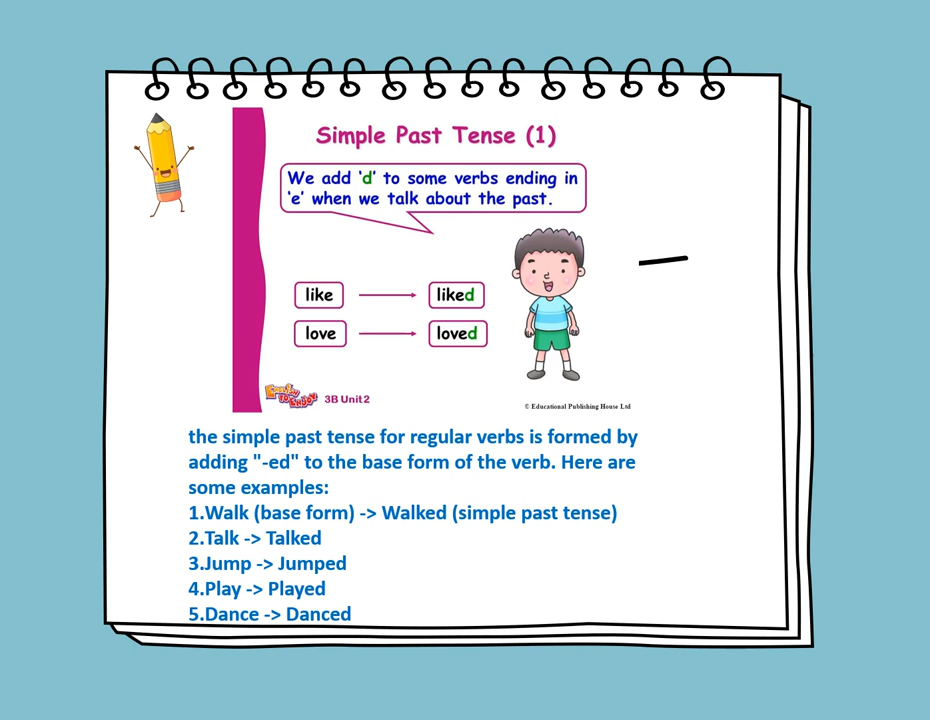 Simple Past Tense (1)
We add ‘d’ to some verbs ending in
‘e’ when we talk about the past.
like
liked
love
loved
ENGLISH
TO ENJOY
3B Unit 2
© Educational Publishing House Ltd
the simple past tense for regular verbs is formed by
adding "-ed" to the base form of the verb. Here are
some examples:
1.Walk (base form) -> Walked (simple past tense)
2.Talk -> Talked
3.Jump -> Jumped
4.Play -> Played
5.Dance -> Danced